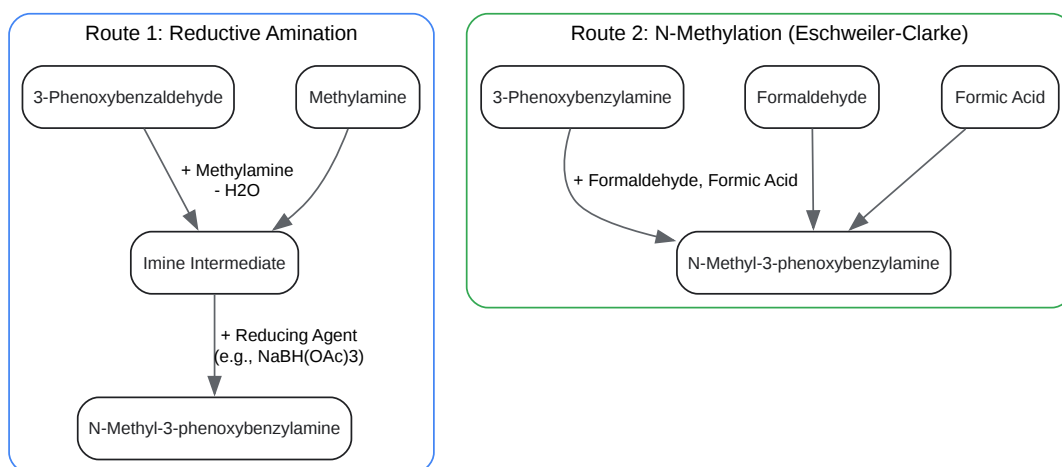 Route 1: Reductive Amination
3-Phenoxybenzaldehyde
Methylamine
+ Methylamine
- H2O
Imine Intermediate
+ Reducing Agent
(e.g., NaBH(OAc)3)
N-Methyl-3-phenoxybenzylamine
Route 2: N-Methylation (Eschweiler-Clarke)
3-Phenoxybenzylamine
Formaldehyde
Formic Acid
+ Formaldehyde, Formic Acid
N-Methyl-3-phenoxybenzylamine